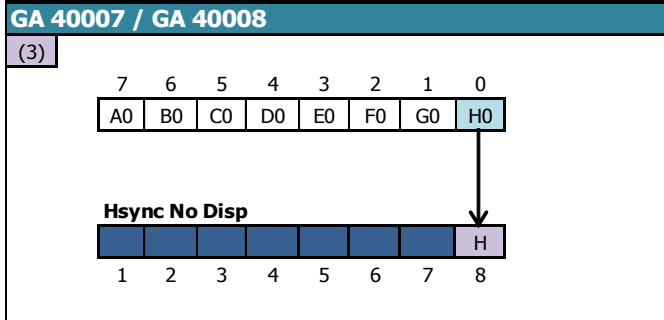 GA 40007 / GA 40008
(3)
7 6 5 4 3 2 1 0
A0 B0 C0 D0 E0 F0 G0 H0
Hsync No Disp
H
1 2 3 4 5 6 7 8